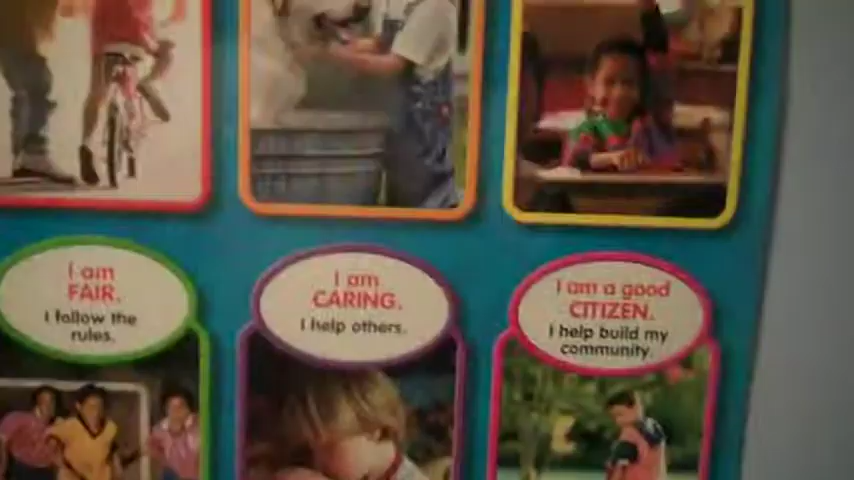 I am
FAIR.
I follow the
rules.
I am
CARING.
I help others.
I am a good
CITIZEN.
I help build my
community.